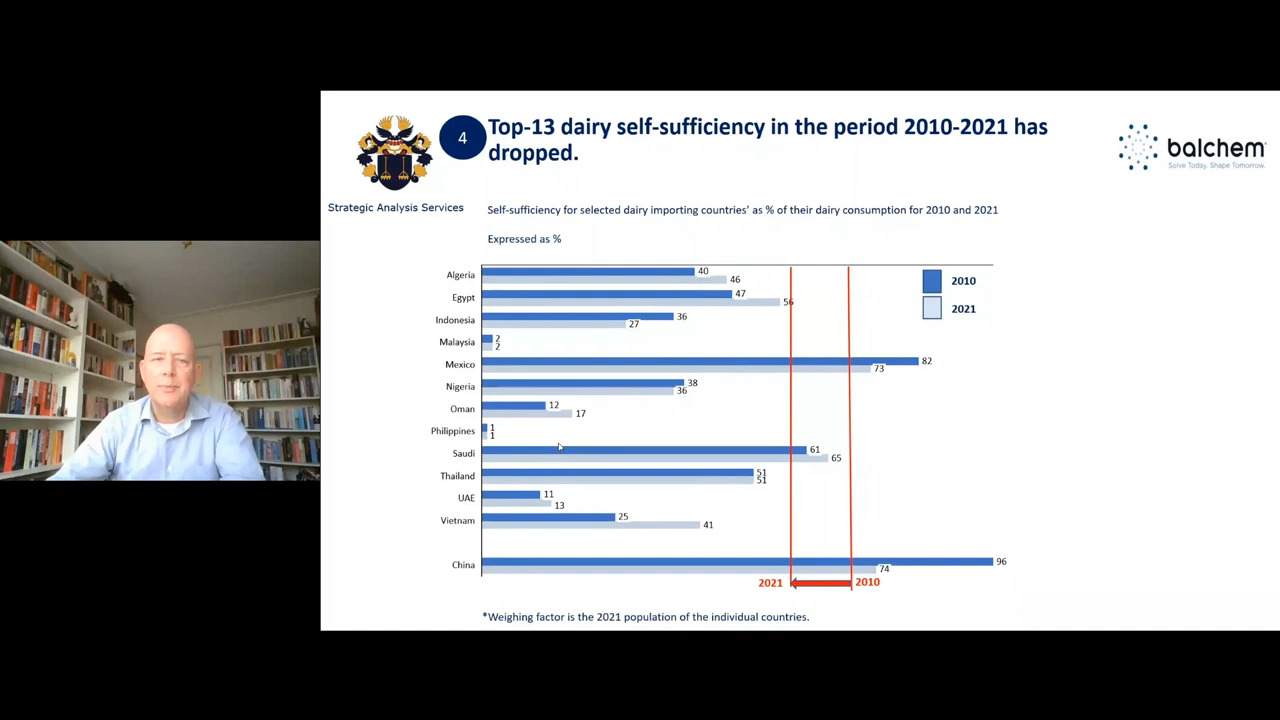 4
Top-13 dairy self-sufficiency in the period 2010-2021 has
dropped.
balchem
Solve Today. Shape Tomorrow.
Strategic Analysis Services
Self-sufficiency for selected dairy importing countries' as % of their dairy consumption for 2010 and 2021
Expressed as %
Algeria 40 46
Egypt 47 56
Indonesia 36 27
Malaysia 2 2
Mexico 82 73
Nigeria 38 36
Oman 12 17
Philippines 1 1
Saudi 61 65
Thailand 51 51
UAE 11 13
Vietnam 25 41
China 96 74
2010
2021
2021 2010
*Weighing factor is the 2021 population of the individual countries.